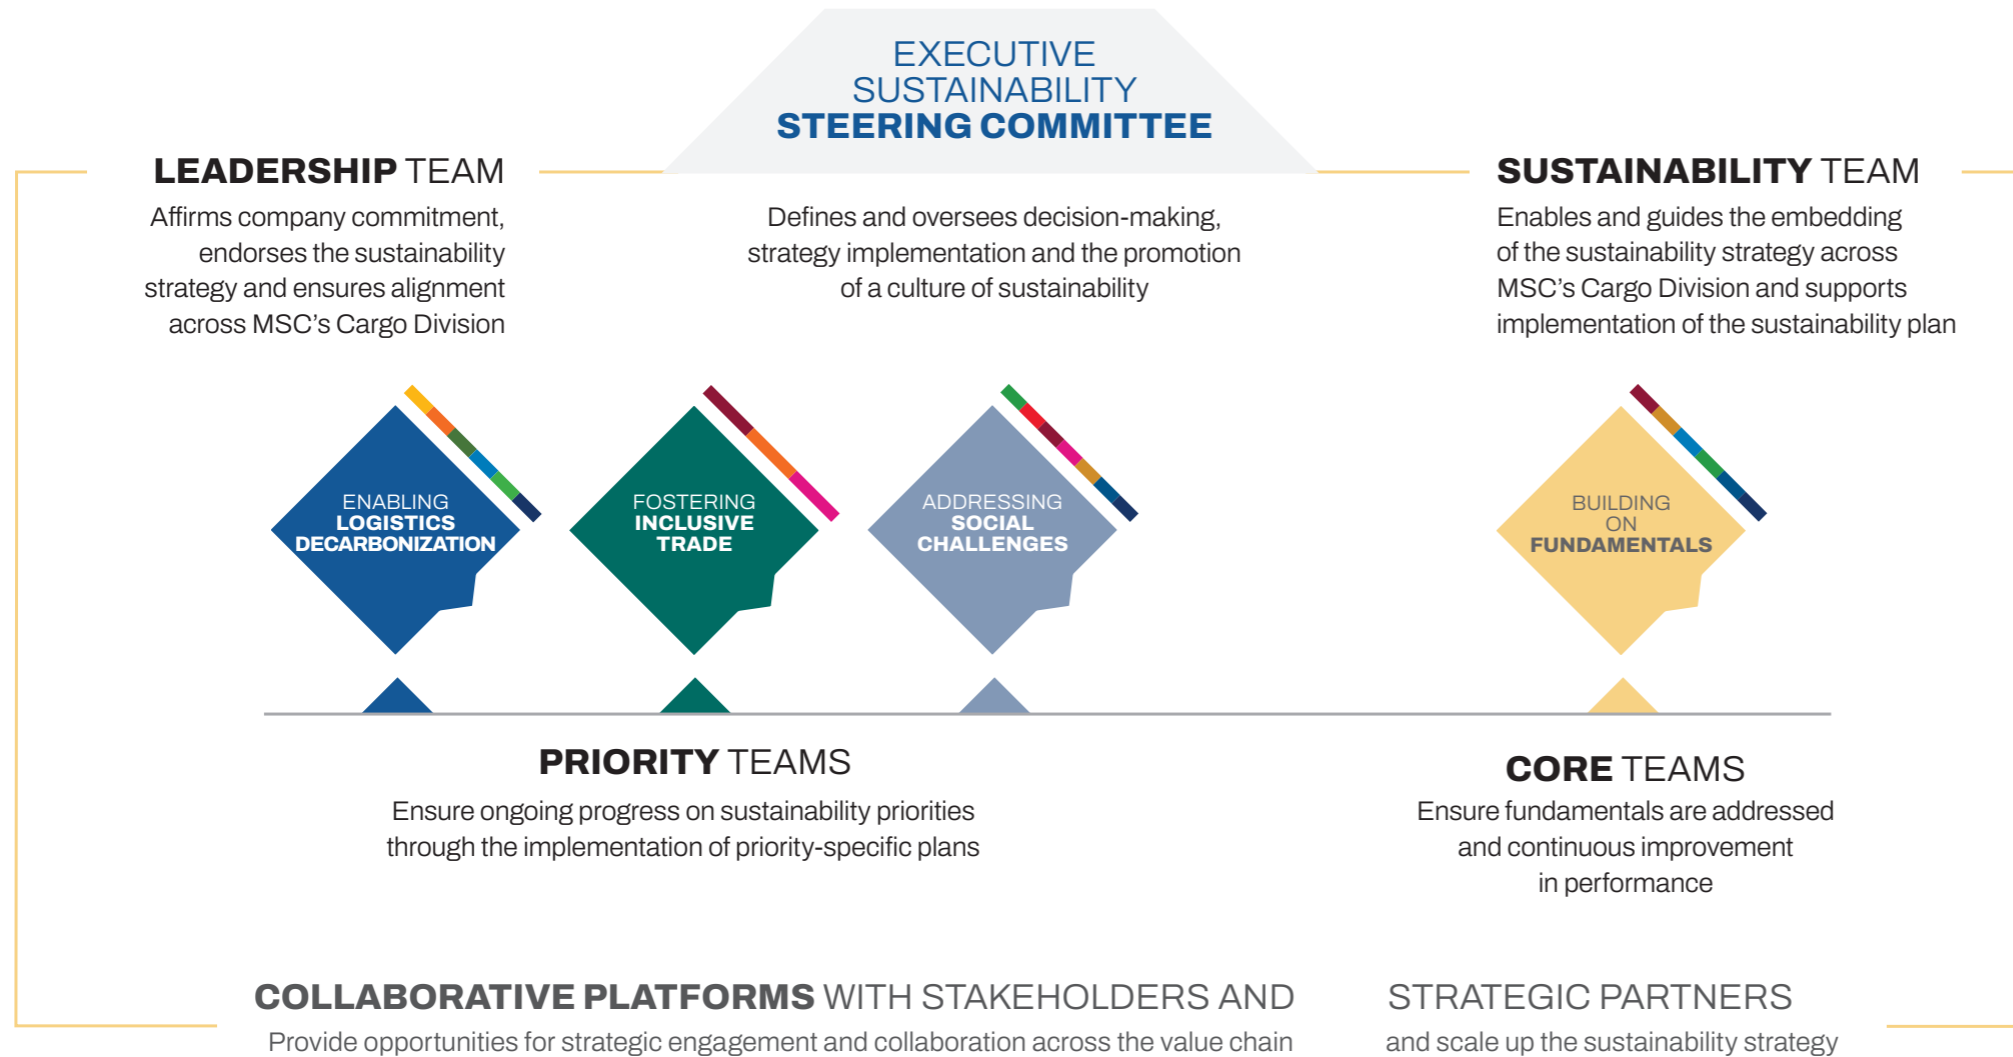 EXECUTIVE
SUSTAINABILITY
STEERING COMMITTEE
LEADERSHIP TEAM
Affirms company commitment,
endorses the sustainability
strategy and ensures alignment
across MSC’s Cargo Division
Defines and oversees decision-making,
strategy implementation and the promotion
of a culture of sustainability
SUSTAINABILITY TEAM
Enables and guides the embedding
of the sustainability strategy across
MSC’s Cargo Division and supports
implementation of the sustainability plan
ENABLING
LOGISTICS
DECARBONIZATION
FOSTERING
INCLUSIVE
TRADE
ADDRESSING
SOCIAL
CHALLENGES
BUILDING
ON
FUNDAMENTALS
PRIORITY TEAMS
Ensure ongoing progress on sustainability priorities
through the implementation of priority-specific plans
CORE TEAMS
Ensure fundamentals are addressed
and continuous improvement
in performance
COLLABORATIVE PLATFORMS WITH STAKEHOLDERS AND STRATEGIC PARTNERS
Provide opportunities for strategic engagement and collaboration across the value chain and scale up the sustainability strategy